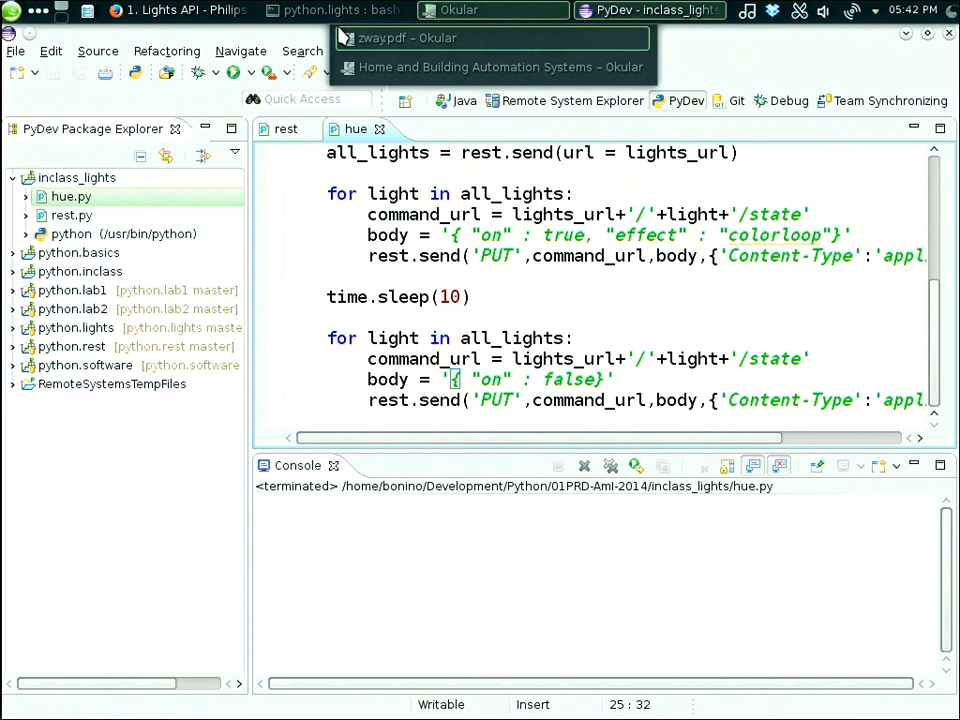 1. Lights API - Philips
python.lights : bash
Okular
PyDev - inclass_lights
05:42 PM
zway.pdf – Okular
Home and Building Automation Systems – Okular
File Edit Source Refactoring Navigate Search
Quick Access
Java Remote System Explorer PyDev Git Debug Team Synchronizing
PyDev Package Explorer
rest hue
inclass_lights
hue.py
rest.py
python (/usr/bin/python)
python.basics
python.inclass
python.lab1 [python.lab1 master]
python.lab2 [python.lab2 master]
python.lights [python.lights maste
python.rest [python.rest master]
python.software [python.software
RemoteSystemsTempFiles
all_lights = rest.send(url = lights_url)
for light in all_lights:
command_url = lights_url+'/'+light+'/state'
body = '{ "on" : true, "effect" : "colorloop"}'
rest.send('PUT',command_url,body,{'Content-Type':'appl
time.sleep(10)
for light in all_lights:
command_url = lights_url+'/'+light+'/state'
body = '{ "on" : false}'
rest.send('PUT',command_url,body,{'Content-Type':'appl
Console
<terminated> /home/bonino/Development/Python/01PRD-AmI-2014/inclass_lights/hue.py
Writable Insert 25 : 32